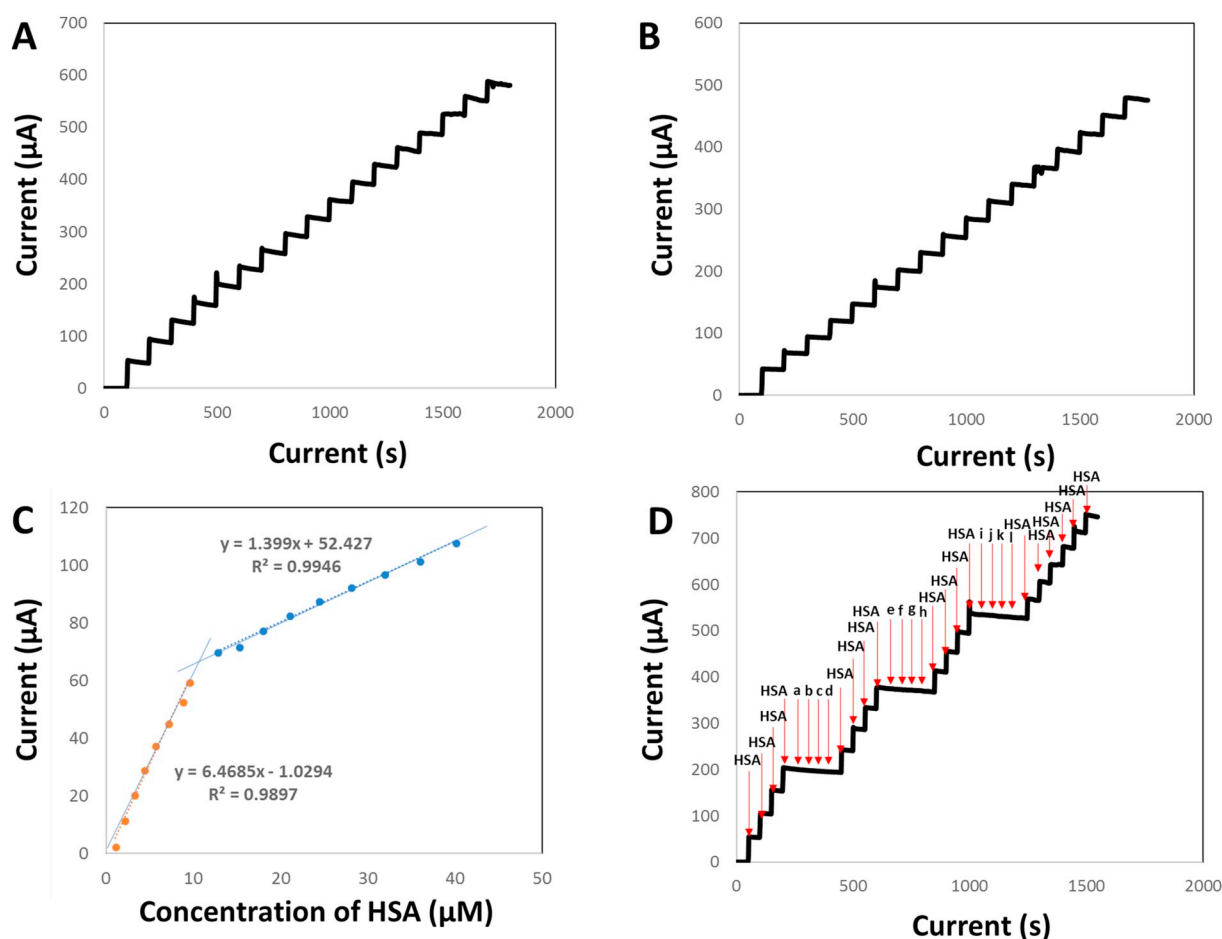 A
Current (µA)
700
600
500
400
300
200
100
0
0
500
1000
1500
2000
Current (s)
B
Current (µA)
600
500
400
300
200
100
0
0
500
1000
1500
2000
Current (s)
C
Current (µA)
120
100
80
60
40
20
0
y = 1.399x + 52.427
R² = 0.9946
y = 6.4685x - 1.0294
R² = 0.9897
0
10
20
30
40
50
Concentration of HSA (µM)
D
Current (µA)
800
700
600
500
400
300
200
100
0
HSA
HSA
HSA
HSA
a b c d
HSA
HSA
HSA
HSA
e f g h
HSA
HSA
HSA
HSA
i j k l
HSA
HSA
HSA
HSA
HSA
HSA
0
500
1000
1500
2000
Current (s)